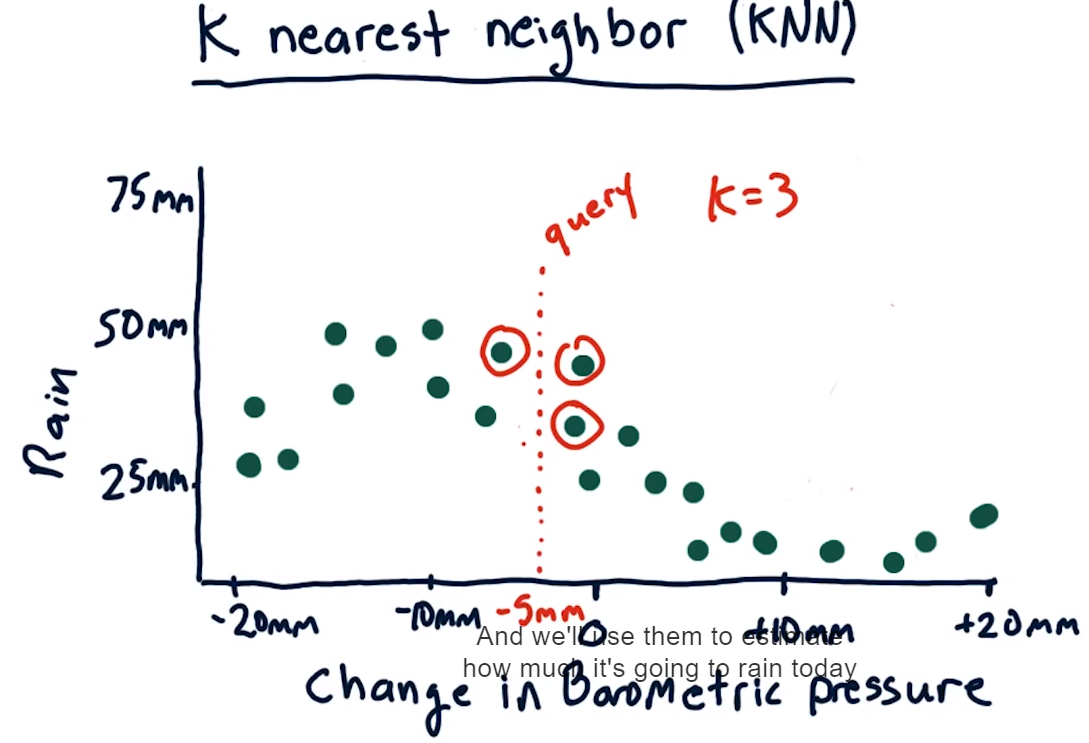 K nearest neighbor (KNN)
75mm
query K=3
50mm
Rain
25mm
-20mm -10mm -5mm 0 +10mm +20mm
And we'll use them to estimate
how much it's going to rain today
Change in Barometric pressure